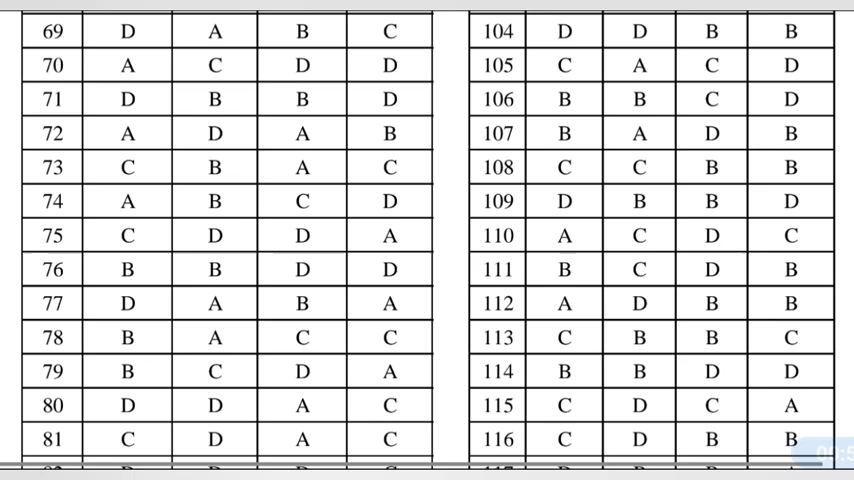 69 D A B C
70 A C D D
71 D B B D
72 A D A B
73 C B A C
74 A B C D
75 C D D A
76 B B D D
77 D A B A
78 B A C C
79 B C D A
80 D D A C
81 C D A C
104 D D B B
105 C A C D
106 B B C D
107 B A D B
108 C C B B
109 D B B D
110 A C D C
111 B C D B
112 A D B B
113 C B B C
114 B B D D
115 C D C A
116 C D B B